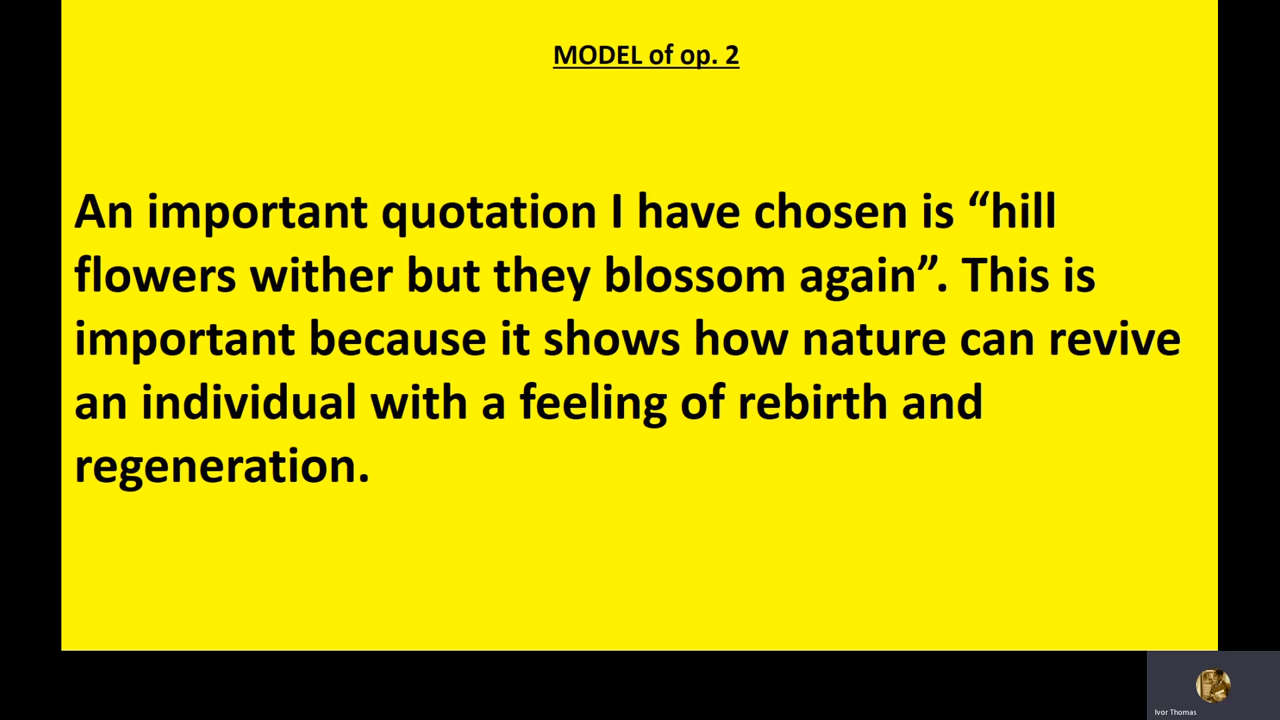 MODEL of op. 2
An important quotation I have chosen is “hill
flowers wither but they blossom again”. This is
important because it shows how nature can revive
an individual with a feeling of rebirth and
regeneration.
Ivor Thomas